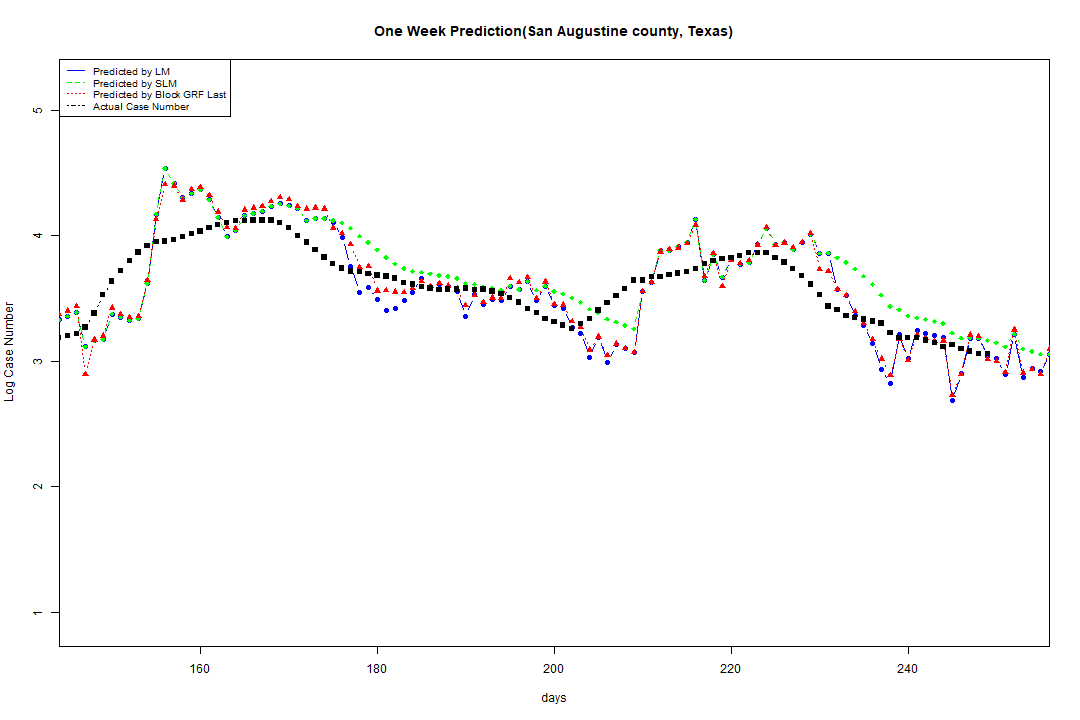 One Week Prediction(San Augustine county, Texas)
Predicted by LM
Predicted by SLM
Predicted by Block GRF Last
Actual Case Number
5
4
3
2
1
Log Case Number
160 180 200 220 240
days